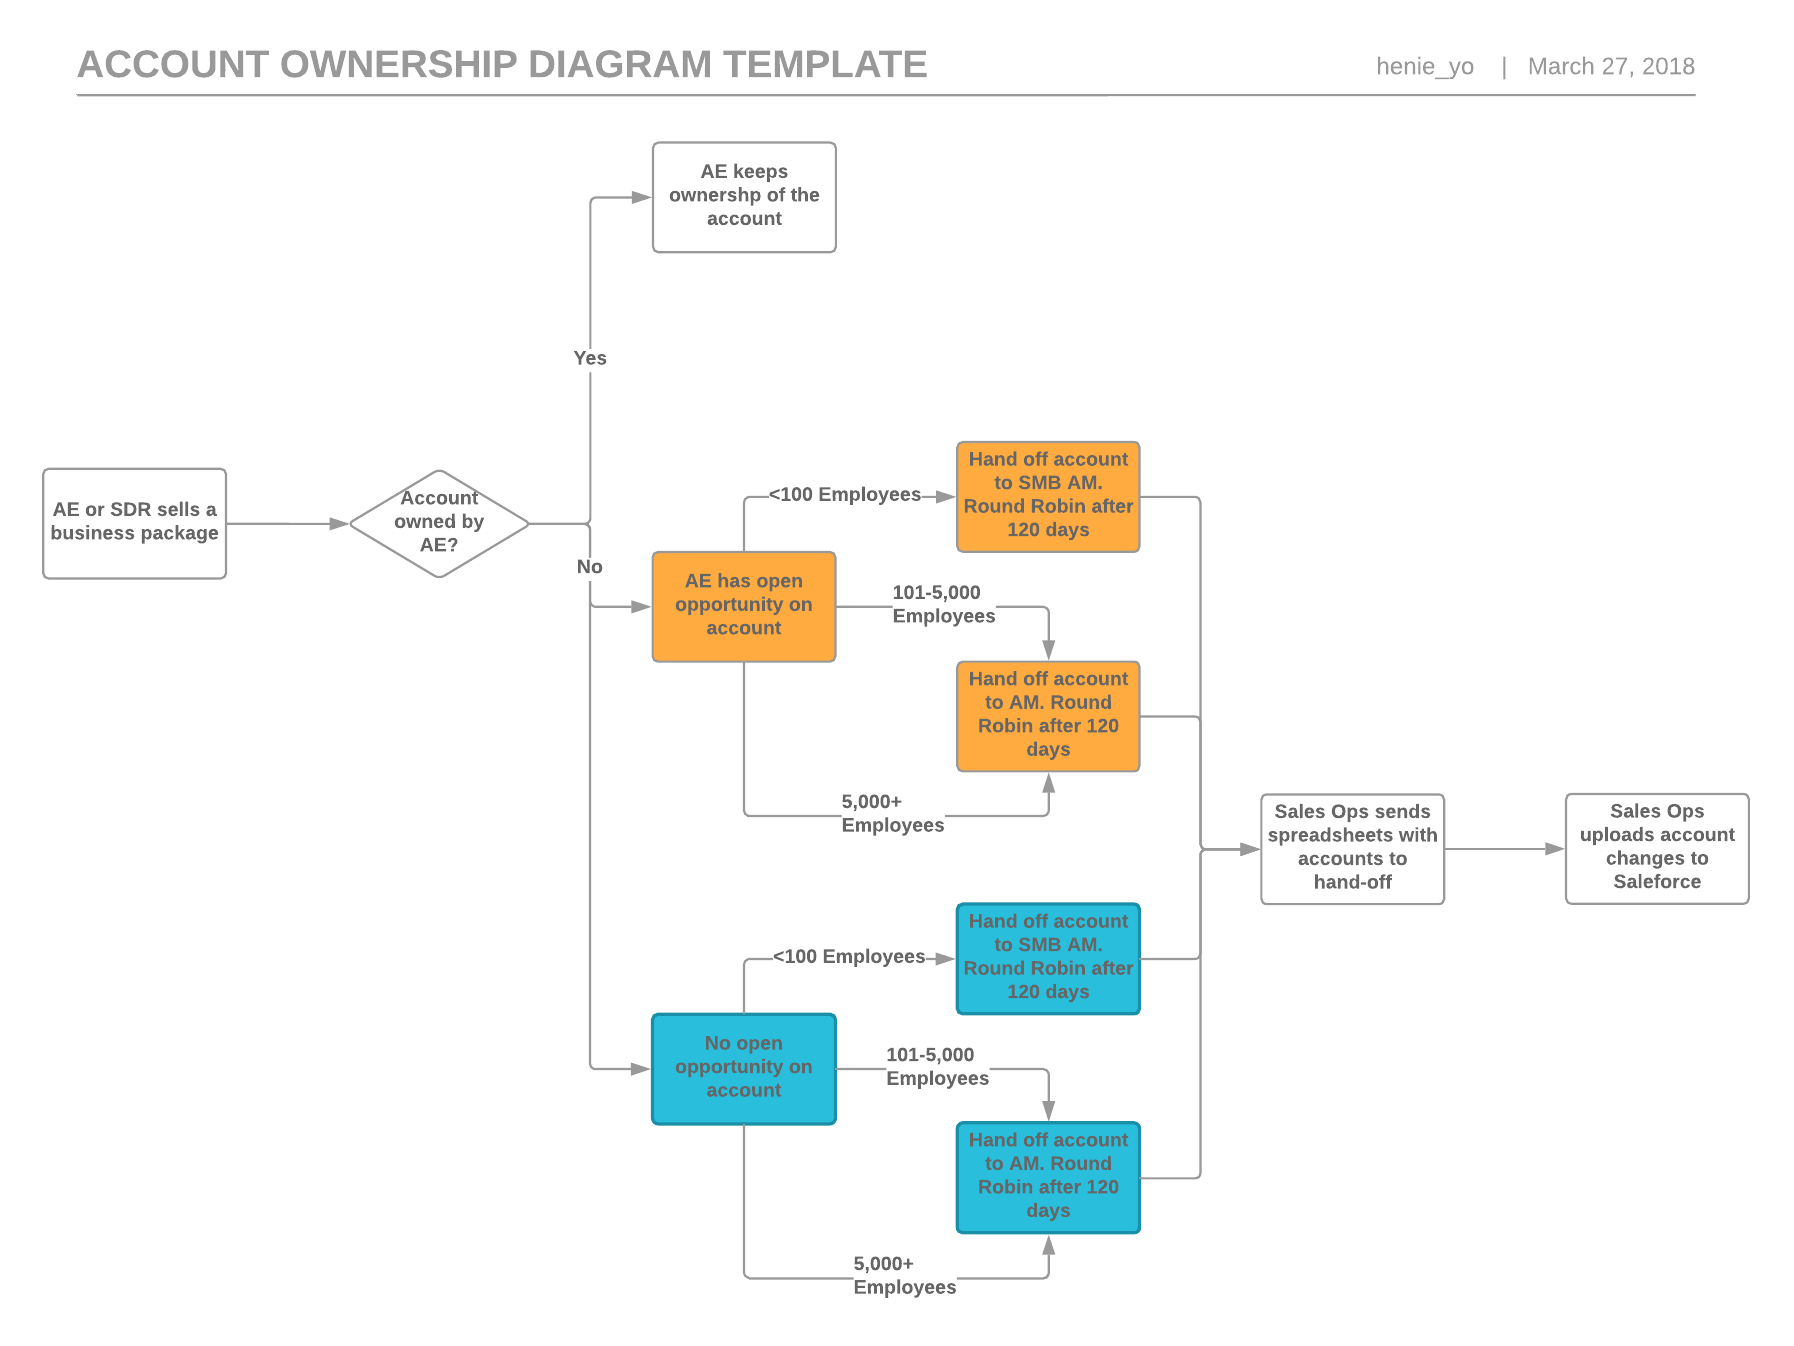 ACCOUNT OWNERSHIP DIAGRAM TEMPLATE
henie_yo | March 27, 2018
AE keeps
ownershp of the
account
Yes
AE or SDR sells a
business package
Account
owned by
AE?
No
AE has open
opportunity on
account
<100 Employees
Hand off account
to SMB AM.
Round Robin after
120 days
101-5,000
Employees
Hand off account
to AM. Round
Robin after 120
days
5,000+
Employees
No open
opportunity on
account
<100 Employees
Hand off account
to SMB AM.
Round Robin after
120 days
101-5,000
Employees
Hand off account
to AM. Round
Robin after 120
days
5,000+
Employees
Sales Ops sends
spreadsheets with
accounts to
hand-off
Sales Ops
uploads account
changes to
Saleforce